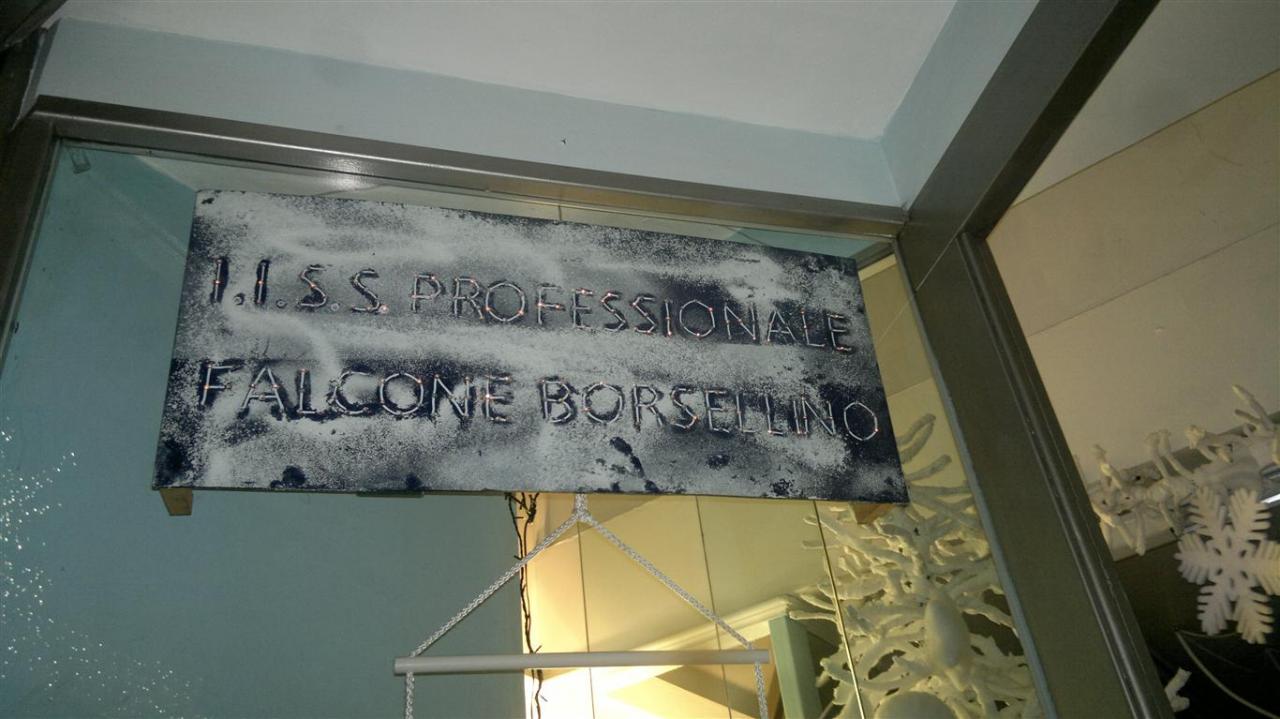 I.I.S.S. PROFESSIONALE
FALCONE BORSELLINO